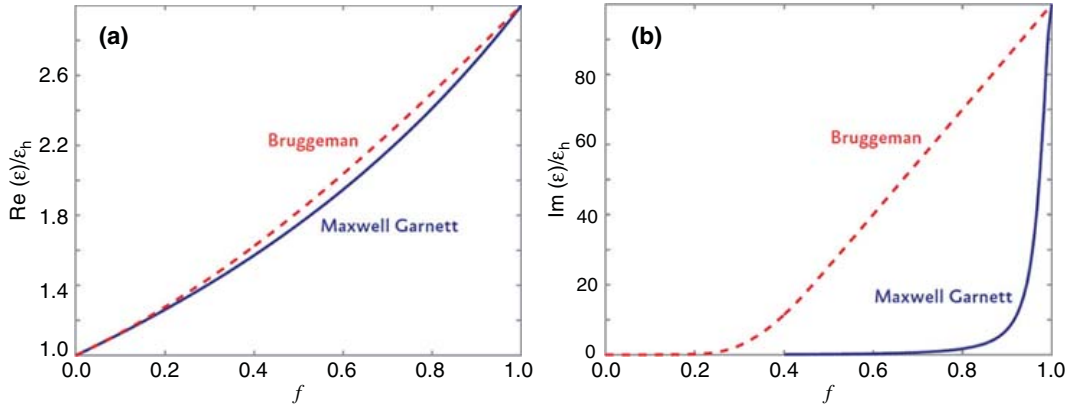 (a)
Re (ε)/εh
2.6
2.2
1.8
1.4
1.0
Bruggeman
Maxwell Garnett
0.0 0.2 0.4 0.6 0.8 1.0
f
(b)
Im (ε)/εh
80
60
40
20
0
Bruggeman
Maxwell Garnett
0.0 0.2 0.4 0.6 0.8 1.0
f